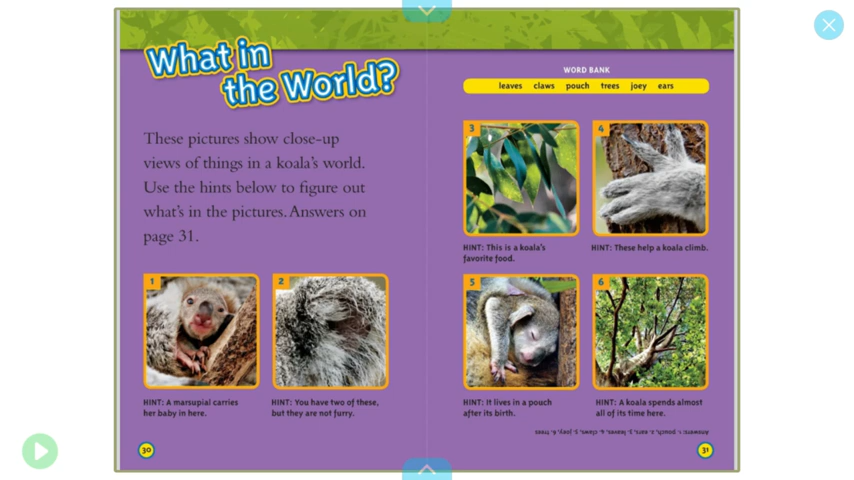 What in
the World?
These pictures show close-up
views of things in a koala's world.
Use the hints below to figure out
what's in the pictures. Answers on
page 31.
1
2
HINT: A marsupial carries
her baby in here.
HINT: You have two of these,
but they are not furry.
30
WORD BANK
leaves claws pouch trees joey ears
3
4
HINT: This is a koala's
favorite food.
HINT: These help a koala climb.
5
6
HINT: It lives in a pouch
after its birth.
HINT: A koala spends almost
all of its time here.
Answers: 1. pouch, 2. ears, 3. leaves, 4. claws, 5. joey, 6. trees
31